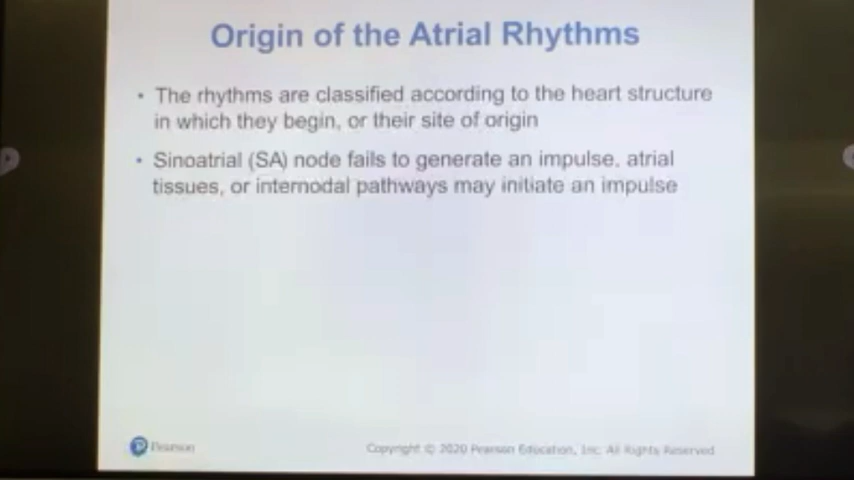 Origin of the Atrial Rhythms
• The rhythms are classified according to the heart structure
in which they begin, or their site of origin
• Sinoatrial (SA) node fails to generate an impulse, atrial
tissues, or internodal pathways may initiate an impulse
Pearson
Copyright © 2020 Pearson Education, Inc. All Rights Reserved